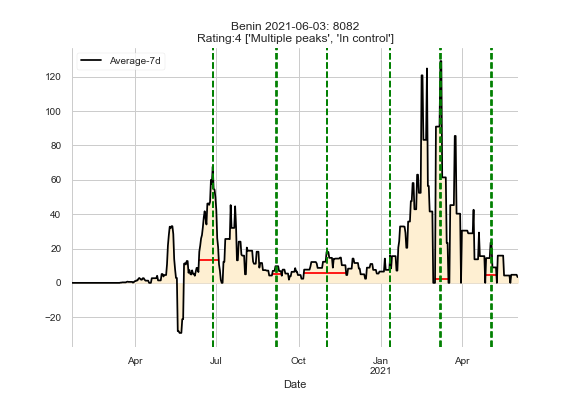 Benin 2021-06-03: 8082
Rating:4 ['Multiple peaks', 'In control']
Average-7d
120
100
80
60
40
20
0
−20
Apr
Jul
Oct
Jan
2021
Apr
Date